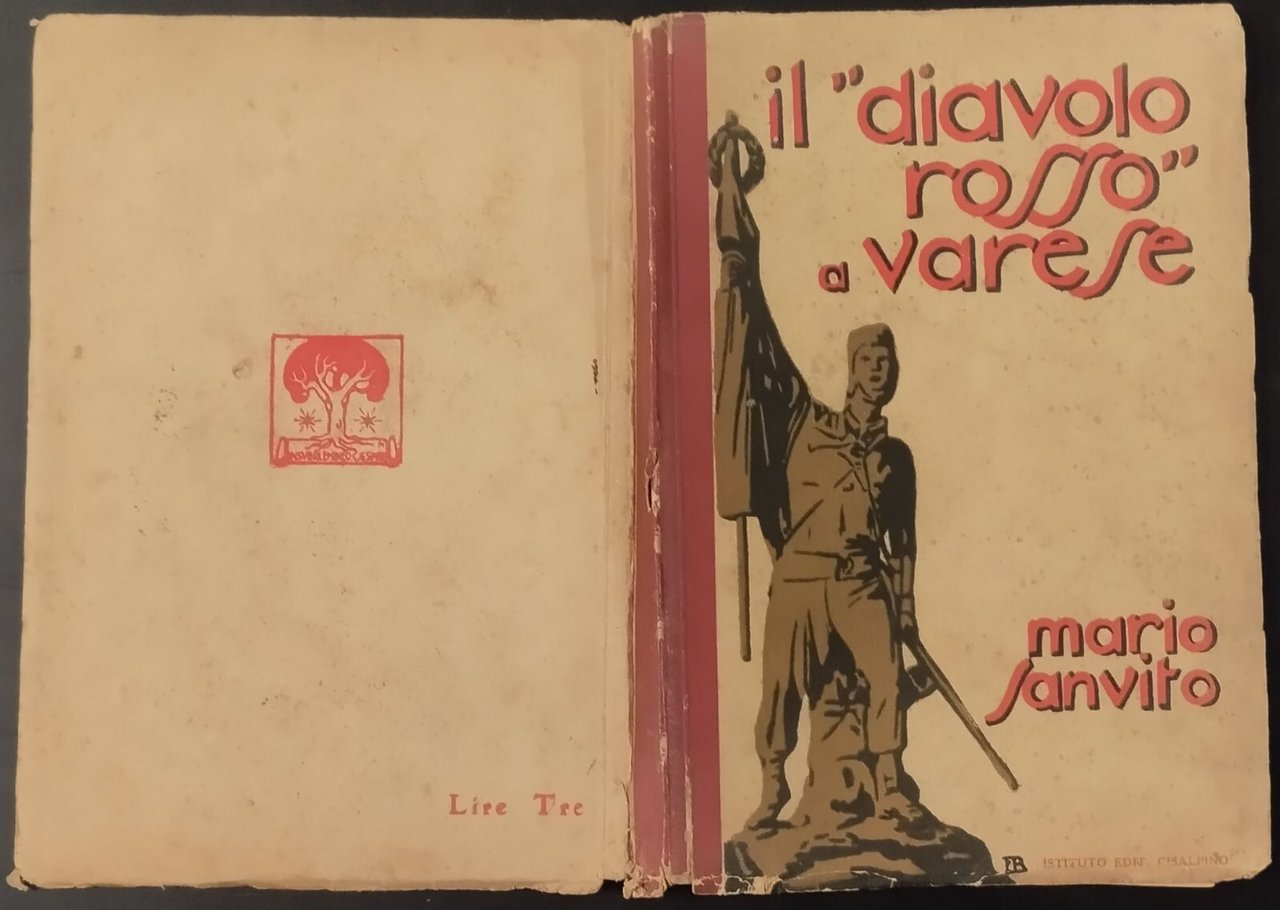 Lire Tre
il "diavolo
rosso"
a varese
mario
sanvito
ISTITUTO EDIT. CISALPINO